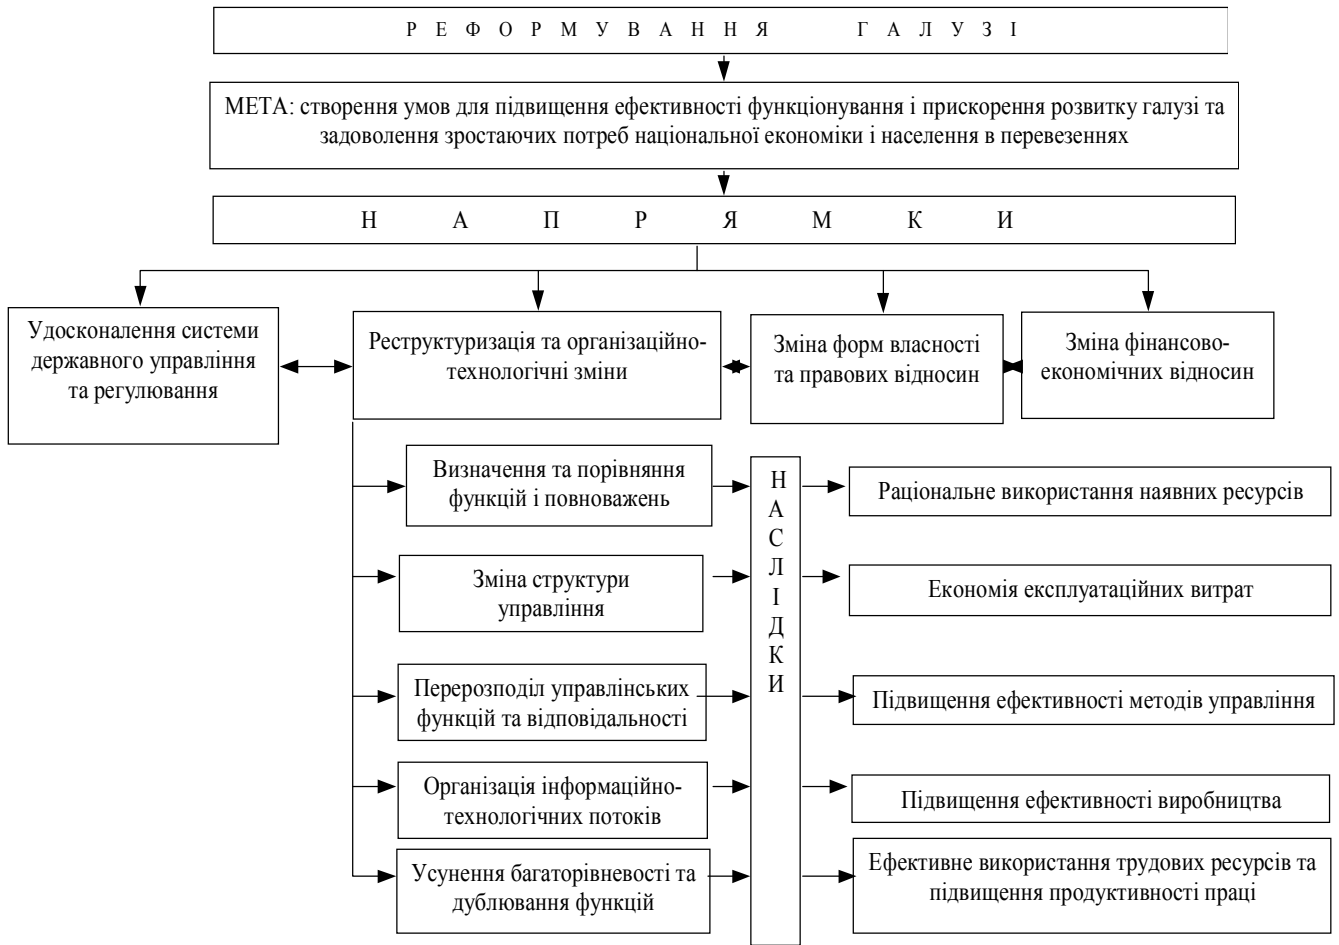 РЕФОРМУВАННЯ ГАЛУЗІ
МЕТА: створення умов для підвищення ефективності функціонування і прискорення розвитку галузі та
задоволення зростаючих потреб національної економіки і населення в перевезеннях
НАПРЯМКИ
Удосконалення системи
державного управління
та регулювання
Реструктуризація та організаційно-
технологічні зміни
Зміна форм власності
та правових відносин
Зміна фінансово-
економічних відносин
Визначення та порівняння
функцій і повноважень
Зміна структури
управління
Перерозподіл управлінських
функцій та відповідальності
Організація інформаційно-
технологічних потоків
Усунення багаторівневості та
дублювання функцій
НАСЛІДКИ
Раціональне використання наявних ресурсів
Економія експлуатаційних витрат
Підвищення ефективності методів управління
Підвищення ефективності виробництва
Ефективне використання трудових ресурсів та
підвищення продуктивності праці